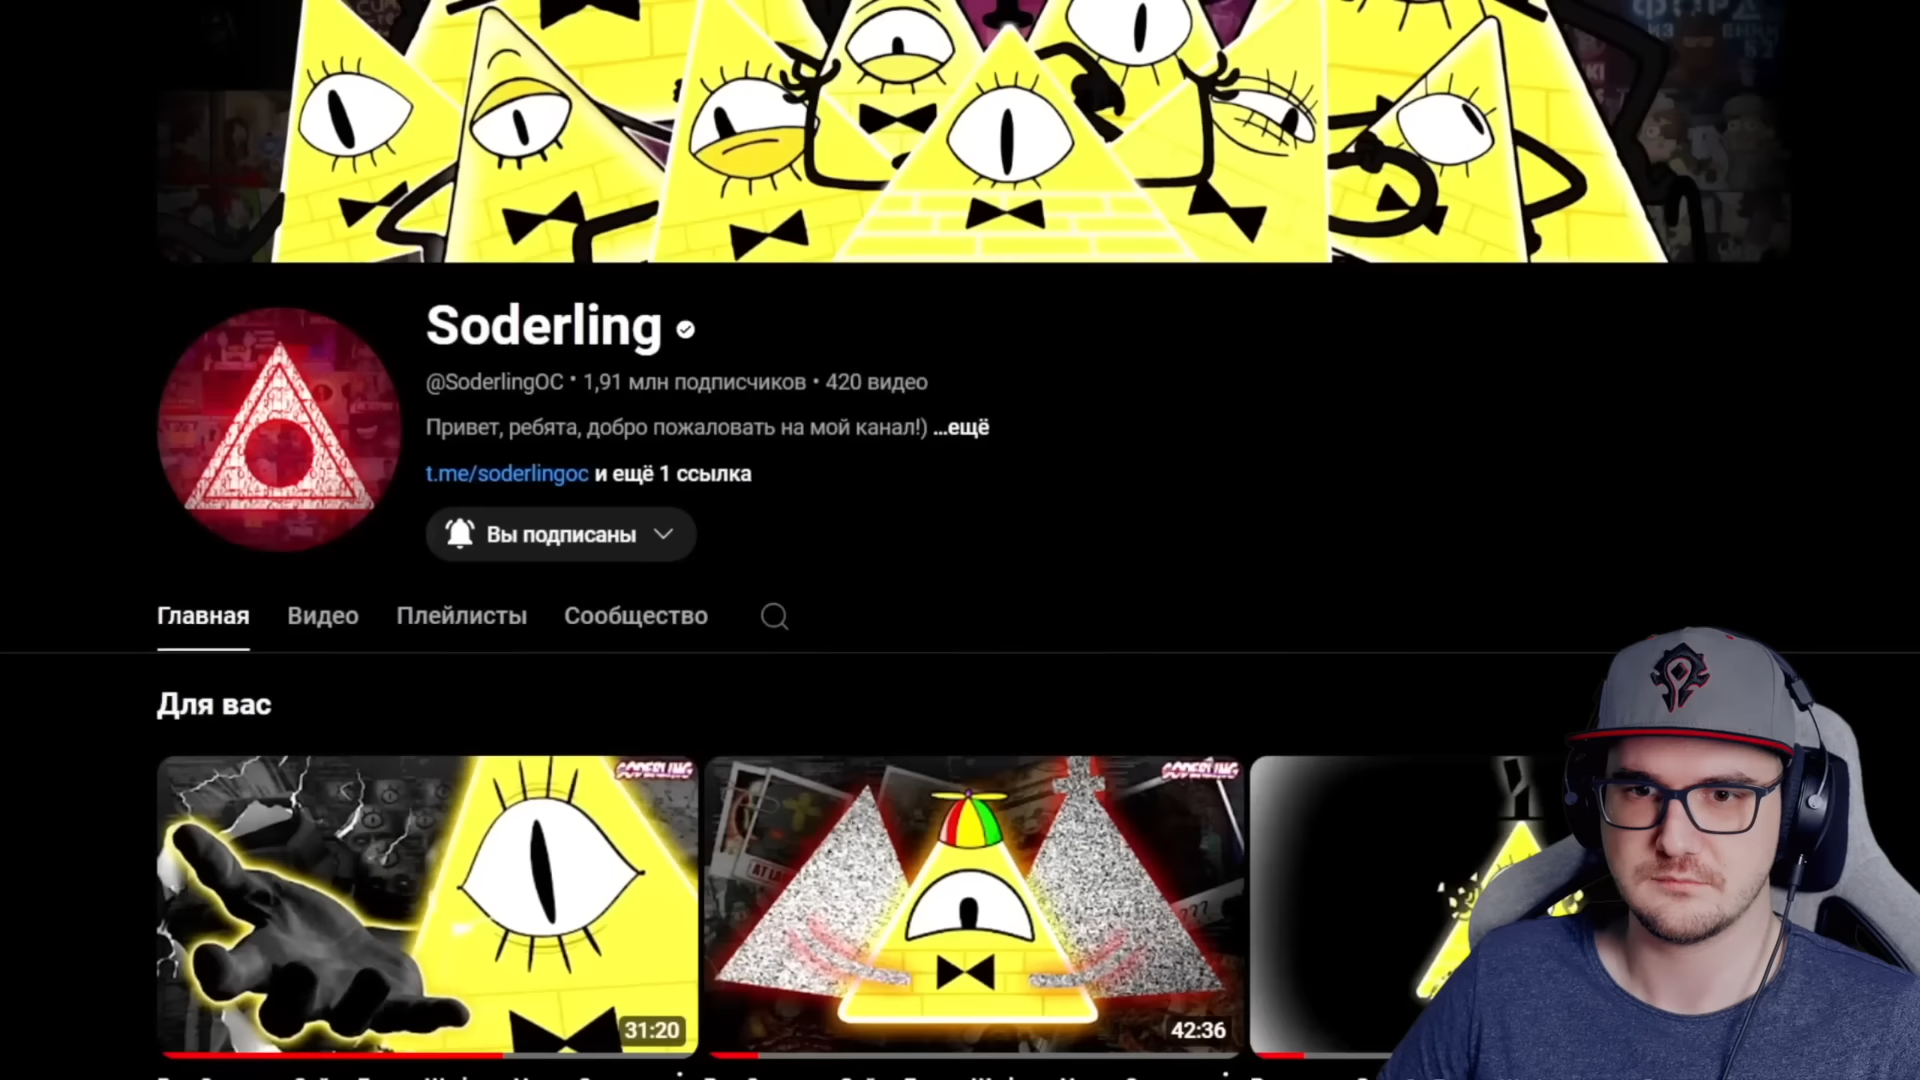 Soderling
@SoderlingOC • 1,91 млн подписчиков • 420 видео
Привет, ребята, добро пожаловать на мой канал!) ...ещё
t.me/soderlingoc и ещё 1 ссылка
Вы подписаны
Главная Видео Плейлисты Сообщество
Для вас
SODERLING
SODERLING
31:20
42:36